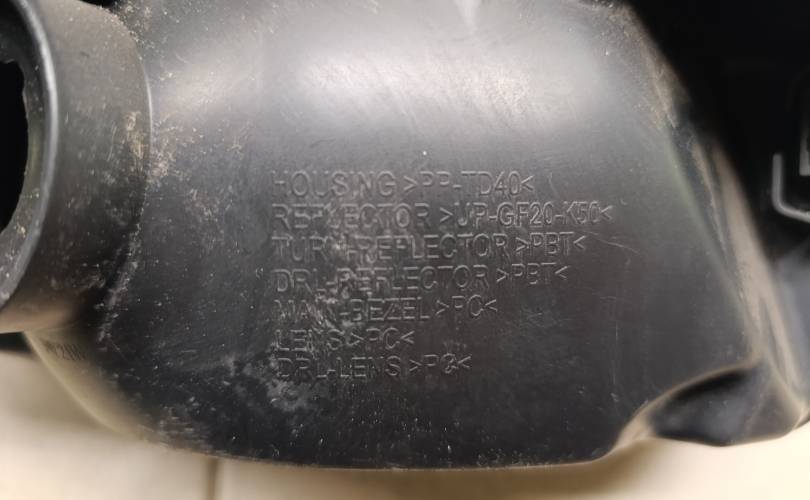 HOUSING >PP-TD40<
REFLECTOR >UP-GF20-K50<
TURN-REFLECTOR >PBT<
DRL-REFLECTOR >PBT<
MAIN-BEZEL >PC<
LENS >PC<
DRL-LENS >PC<